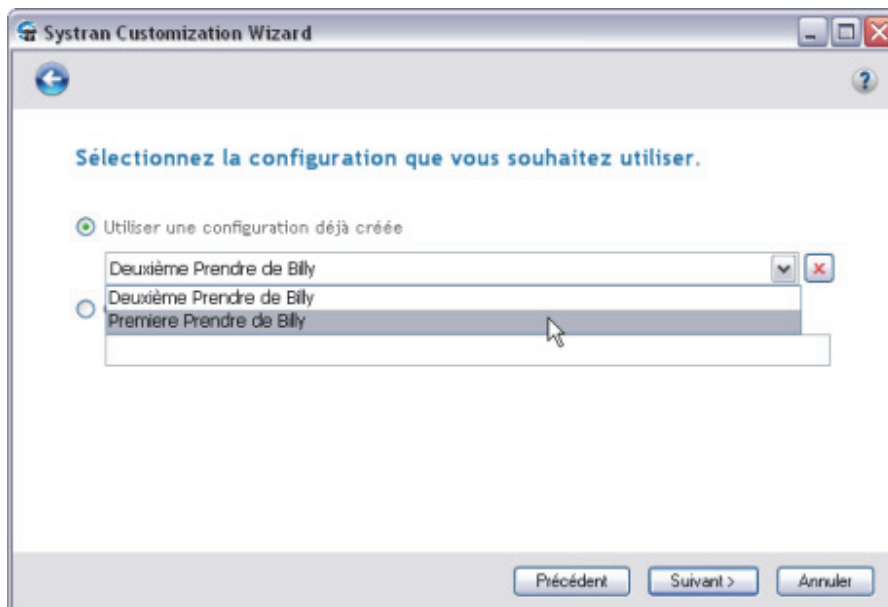 Systran Customization Wizard
Sélectionnez la configuration que vous souhaitez utiliser.
Utiliser une configuration déjà créée
Deuxième Prendre de Billy
Deuxième Prendre de Billy
Premiere Prendre de Billy
Précédent Suivant > Annuler